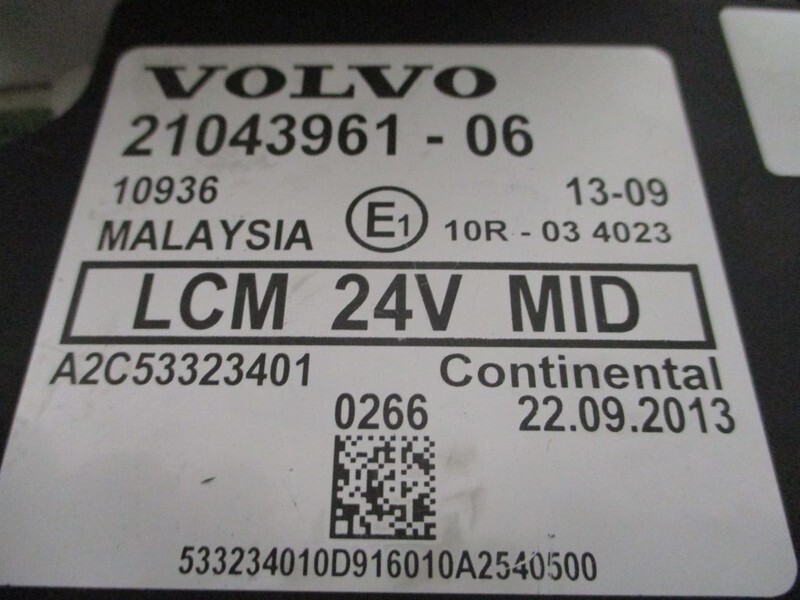 VOLVO
21043961 - 06
10936 13-09
MALAYSIA E1 10R - 03 4023
LCM 24V MID
A2C53323401 Continental
0266 22.09.2013
533234010D916010A2540500